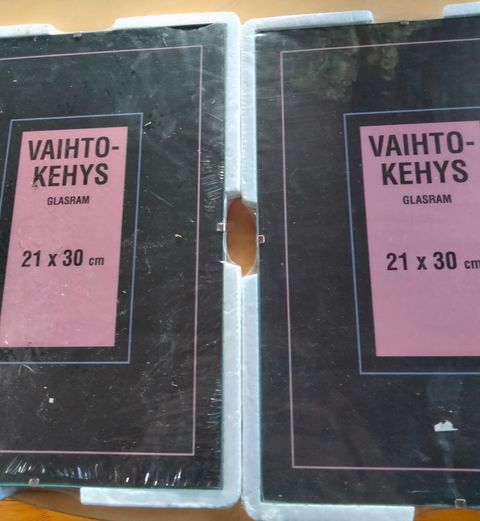 VAIHTO-
KEHYS
GLASRAM
21 x 30 cm
VAIHTO-
KEHYS
GLASRAM
21 x 30 cm